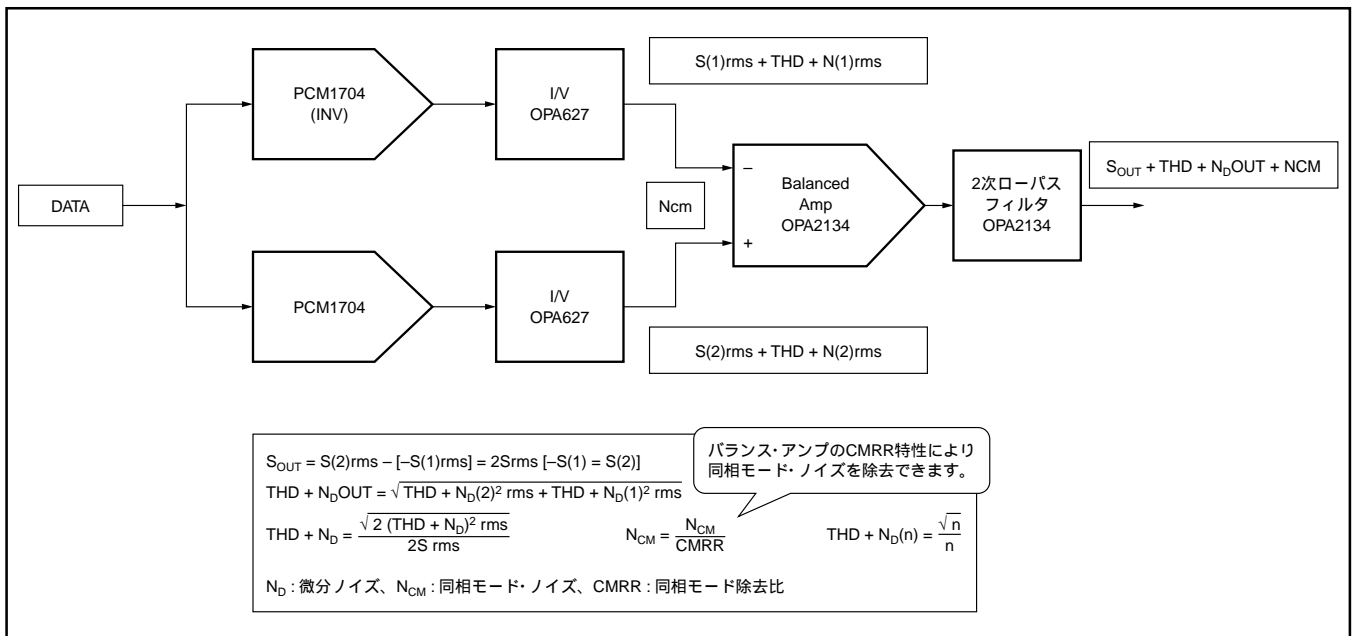 S(1)rms + THD + N(1)rms
PCM1704
(INV)
I/V
OPA627
DATA
Ncm
–
+
Balanced
Amp
OPA2134
2次ローパス
フィルタ
OPA2134
S_OUT + THD + N_DOUT + NCM
PCM1704
I/V
OPA627
S(2)rms + THD + N(2)rms
S_OUT = S(2)rms – [–S(1)rms] = 2Srms [–S(1) = S(2)]
THD + N_DOUT = √THD + N_D(2)² rms + THD + N_D(1)² rms
バランス・アンプのCMRR特性により
同相モード・ノイズを除去できます。
THD + N_D = √2 (THD + N_D)² rms / 2S rms
N_CM = N_CM / CMRR
THD + N_D(n) = √n / n
N_D : 微分ノイズ、N_CM : 同相モード・ノイズ、CMRR : 同相モード除去比